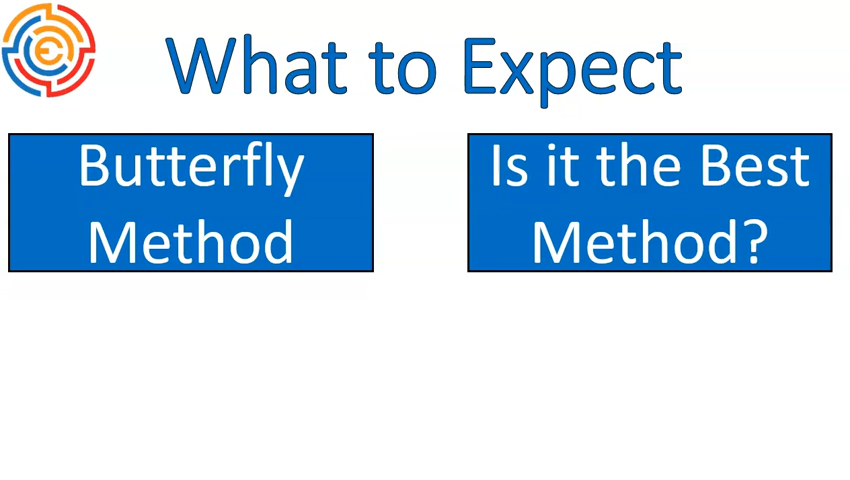 What to Expect
Butterfly
Method
Is it the Best
Method?